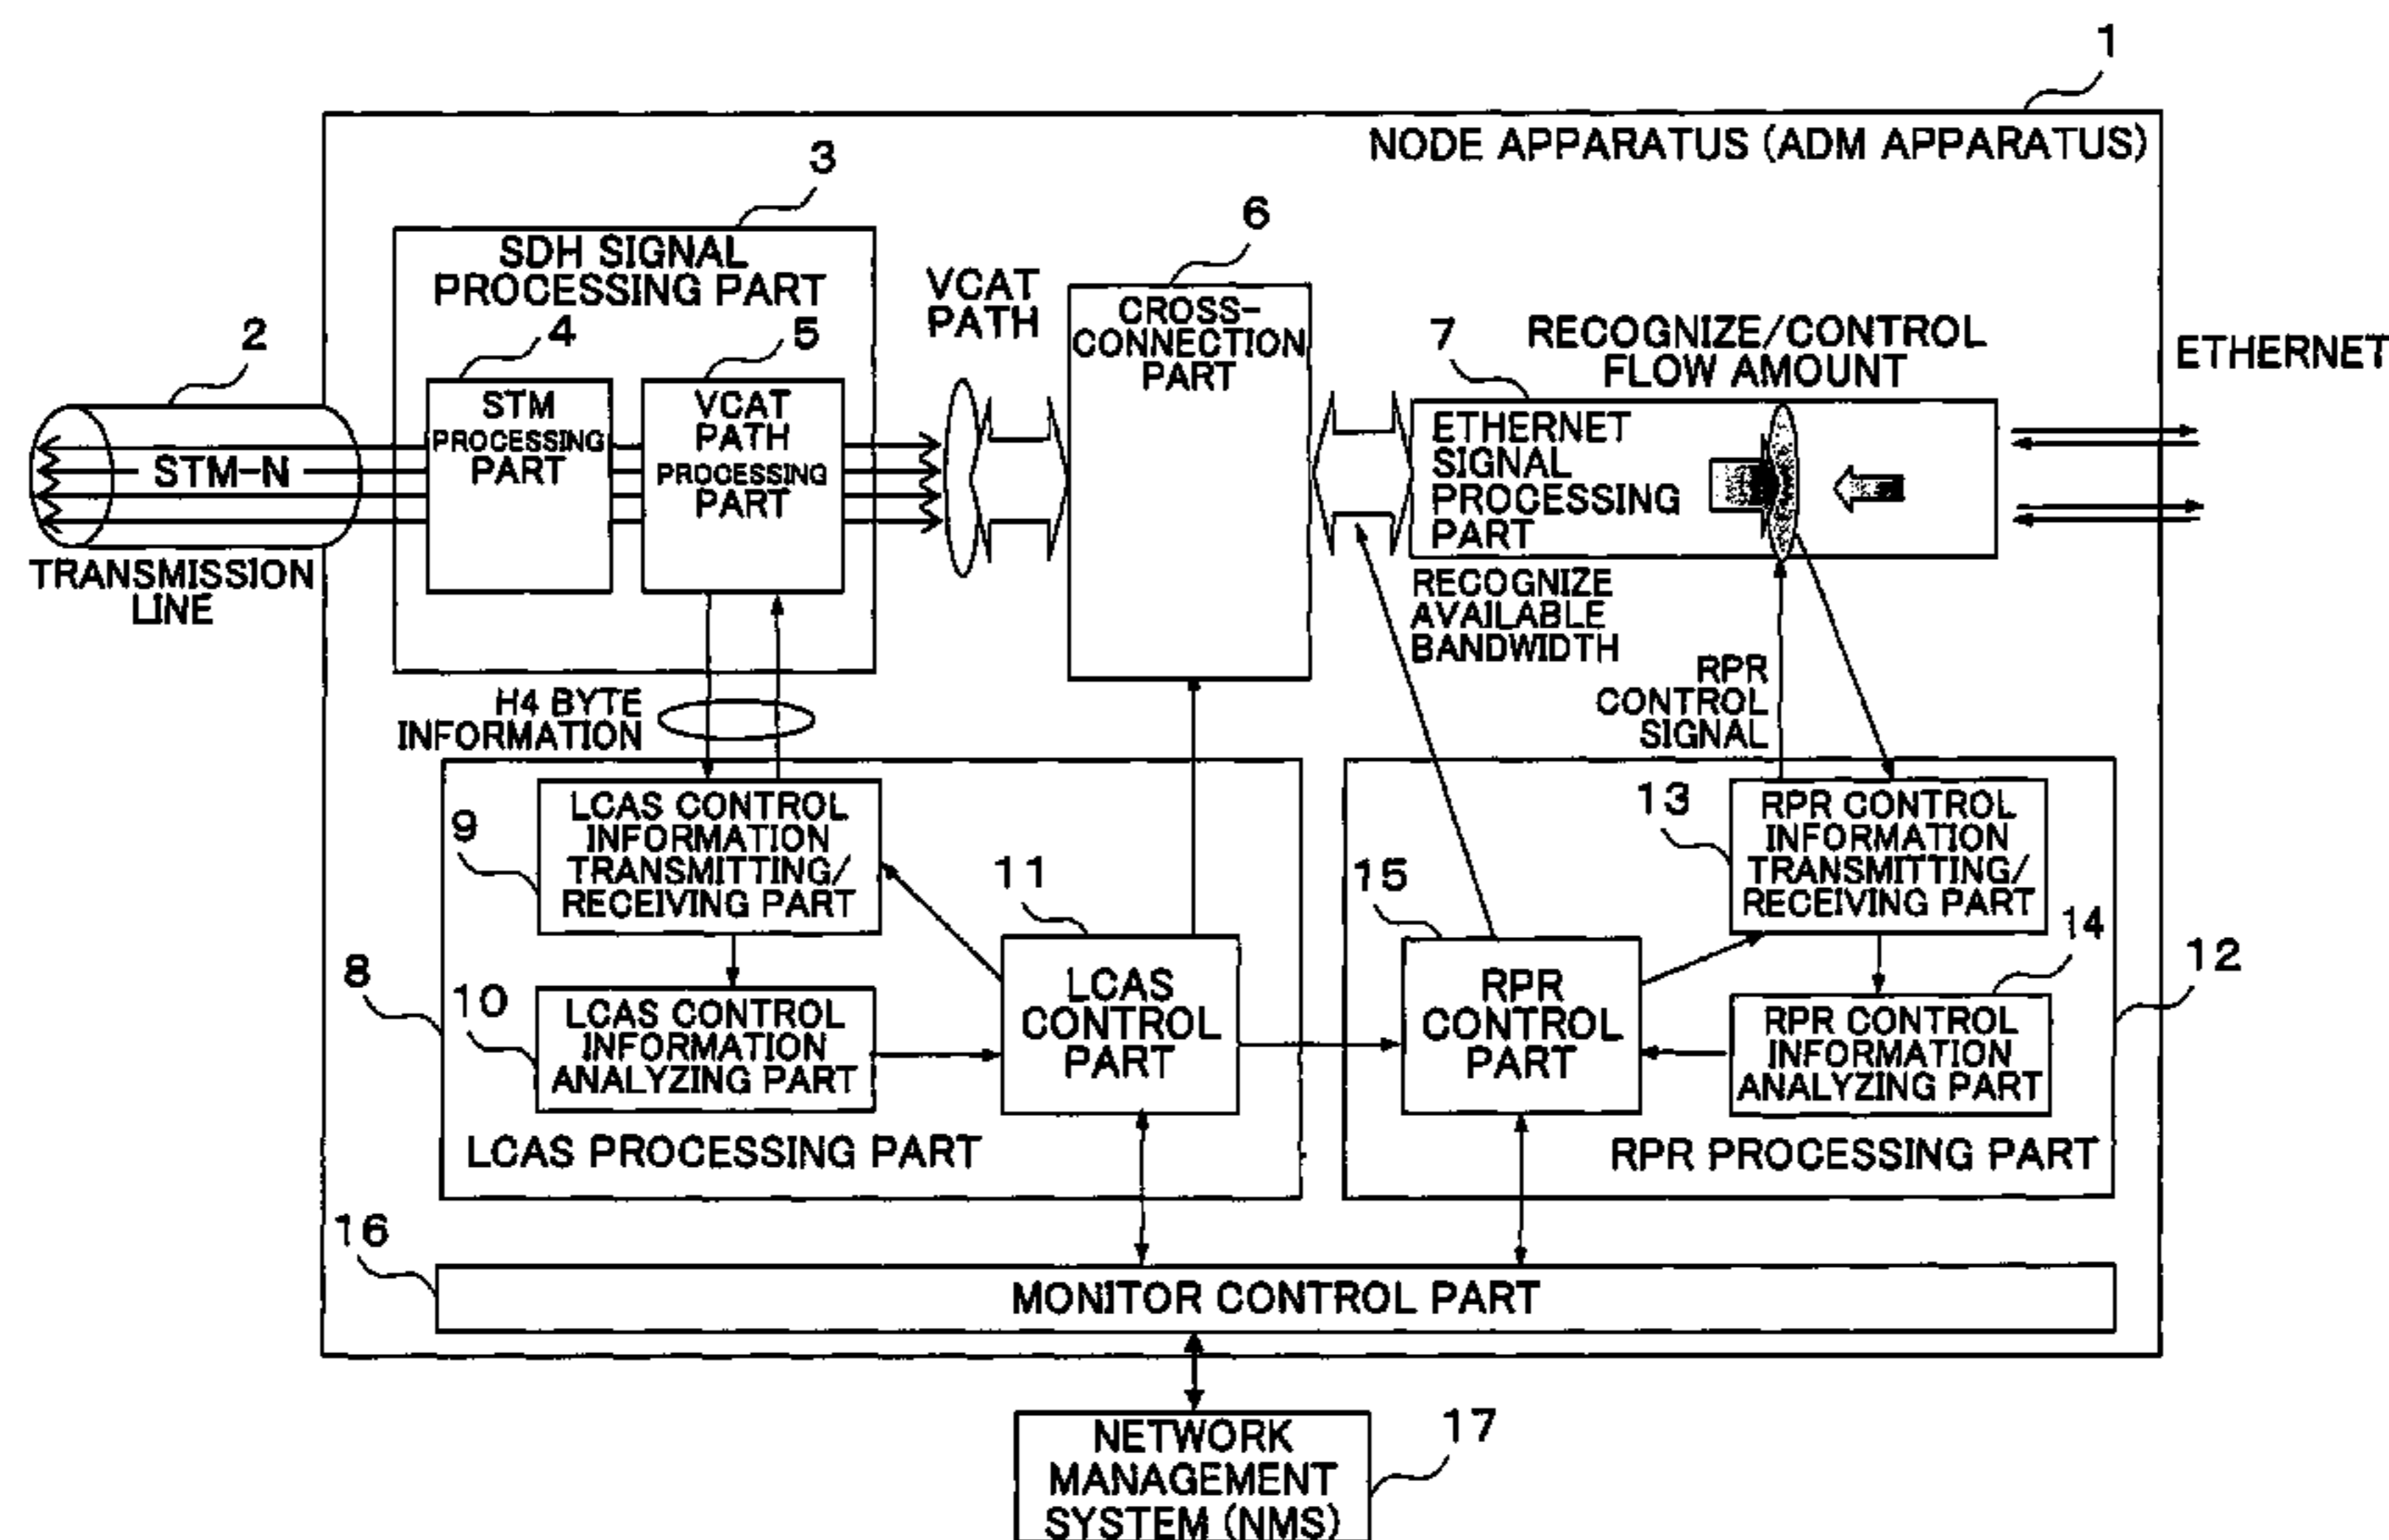 1
NODE APPARATUS (ADM APPARATUS)
3
SDH SIGNAL
PROCESSING PART
2
4
5
STM-N
TRANSMISSION
LINE
STM
PROCESSING
PART
VCAT
PATH
PROCESSING
PART
VCAT
PATH
6
CROSS-
CONNECTION
PART
7
RECOGNIZE/CONTROL
FLOW AMOUNT
ETHERNET
SIGNAL
PROCESSING
PART
ETHERNET
RECOGNIZE
AVAILABLE
BANDWIDTH
RPR
CONTROL
SIGNAL
H4 BYTE
INFORMATION
8
9
LCAS CONTROL
INFORMATION
TRANSMITTING/
RECEIVING PART
10
LCAS CONTROL
INFORMATION
ANALYZING PART
11
LCAS
CONTROL
PART
LCAS PROCESSING PART
12
13
RPR CONTROL
INFORMATION
TRANSMITTING/
RECEIVING PART
14
RPR CONTROL
INFORMATION
ANALYZING PART
15
RPR
CONTROL
PART
RPR PROCESSING PART
16
MONITOR CONTROL PART
17
NETWORK
MANAGEMENT
SYSTEM (NMS)